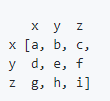 x y z
x [a, b, c,
y d, e, f
z g, h, i]